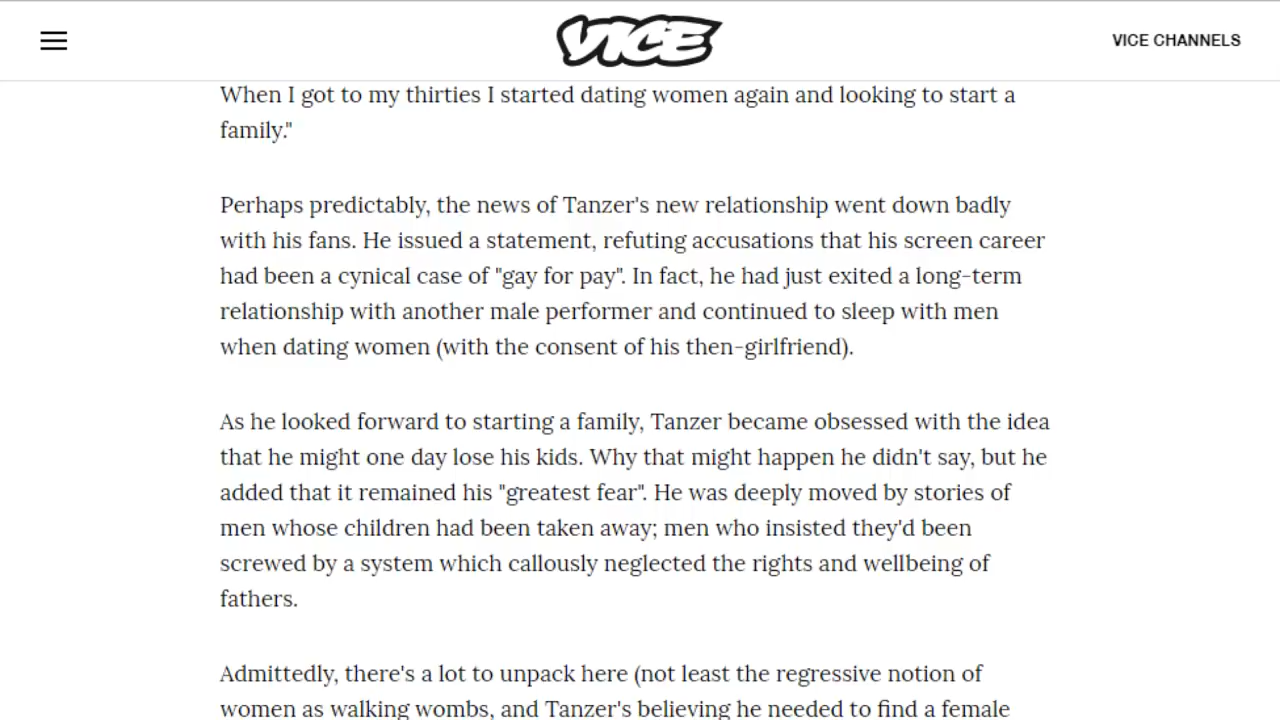 VICE
VICE CHANNELS
When I got to my thirties I started dating women again and looking to start a
family."
Perhaps predictably, the news of Tanzer's new relationship went down badly
with his fans. He issued a statement, refuting accusations that his screen career
had been a cynical case of "gay for pay". In fact, he had just exited a long-term
relationship with another male performer and continued to sleep with men
when dating women (with the consent of his then-girlfriend).
As he looked forward to starting a family, Tanzer became obsessed with the idea
that he might one day lose his kids. Why that might happen he didn't say, but he
added that it remained his "greatest fear". He was deeply moved by stories of
men whose children had been taken away; men who insisted they'd been
screwed by a system which callously neglected the rights and wellbeing of
fathers.
Admittedly, there's a lot to unpack here (not least the regressive notion of
women as walking wombs, and Tanzer's believing he needed to find a female